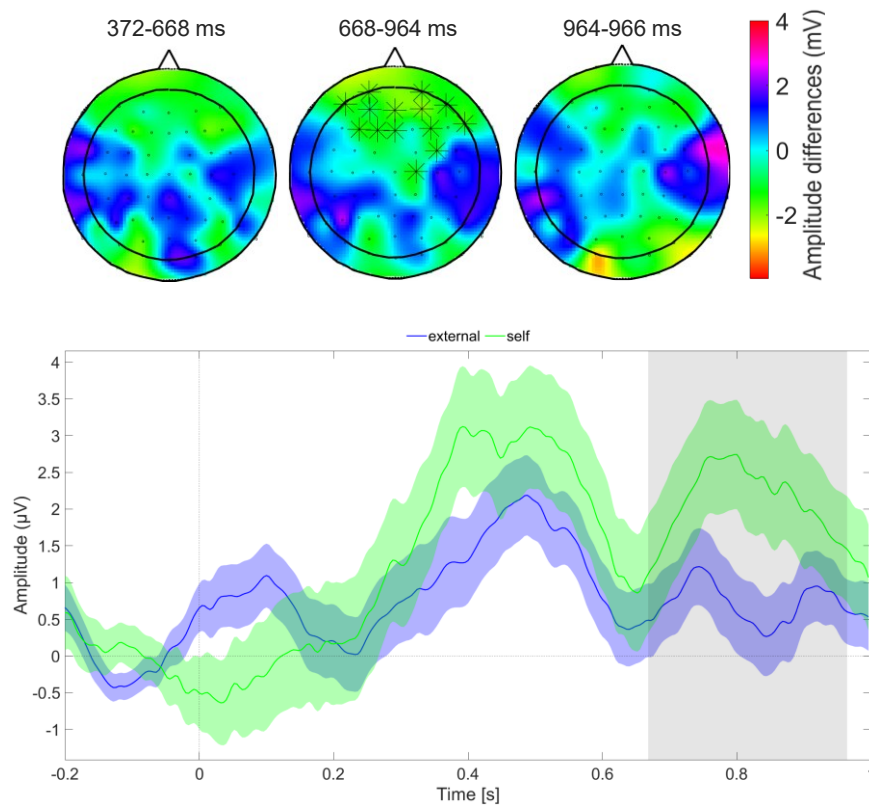 372-668 ms 668-964 ms 964-966 ms
4
2
0
-2
Amplitude differences (mV)
external self
4
3.5
3
2.5
2
1.5
1
0.5
0
-0.5
-1
Amplitude (µV)
-0.2 0 0.2 0.4 0.6 0.8 1
Time [s]